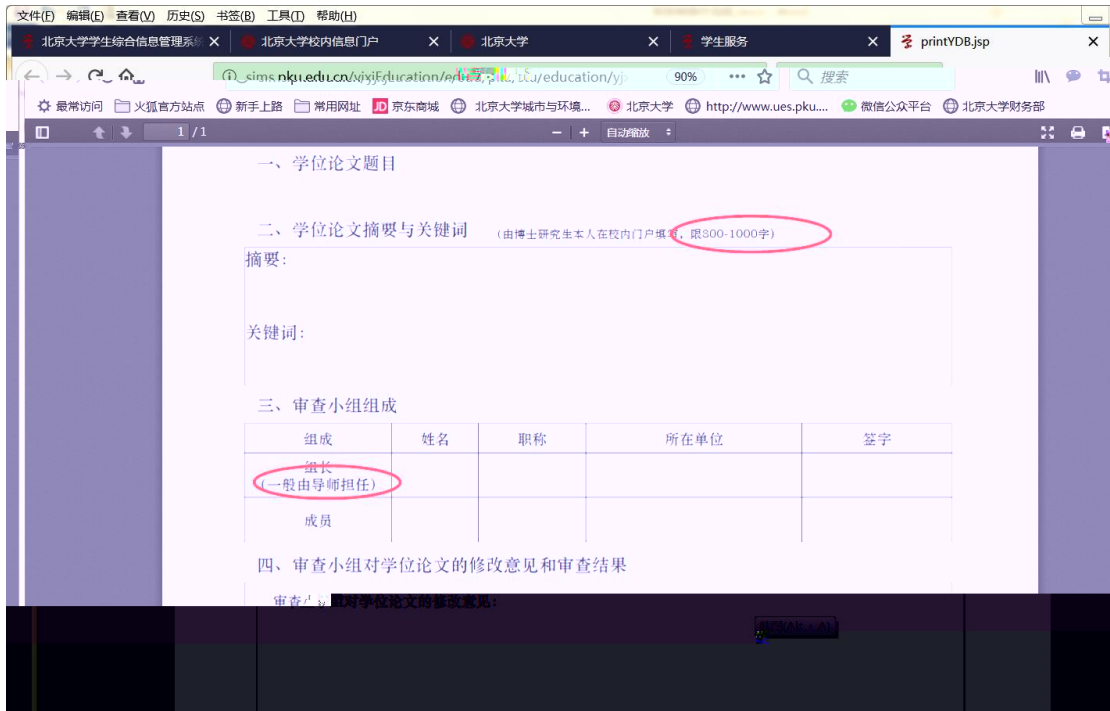 文件(F) 编辑(E) 查看(V) 历史(S) 书签(B) 工具(T) 帮助(H)
北京大学学生综合信息管理系统 北京大学校内信息门户 北京大学 学生服务 printYDB.jsp
sims.pku.edu.cn 90% 搜索
最常访问 火狐官方站点 新手上路 常用网址 JD 京东商城 北京大学城市与环境... 北京大学 http://www.ues.pku.... 微信公众平台 北京大学财务部
1 / 1 自动缩放
一、学位论文题目
二、学位论文摘要与关键词 (由博士研究生本人在校内门户填写，限800-1000字)
摘要:
关键词:
三、审查小组组成
组成 姓名 职称 所在单位 签字
组长
(一般由导师担任)
成员
四、审查小组对学位论文的修改意见和审查结果
审查小组对学位论文的修改意见: